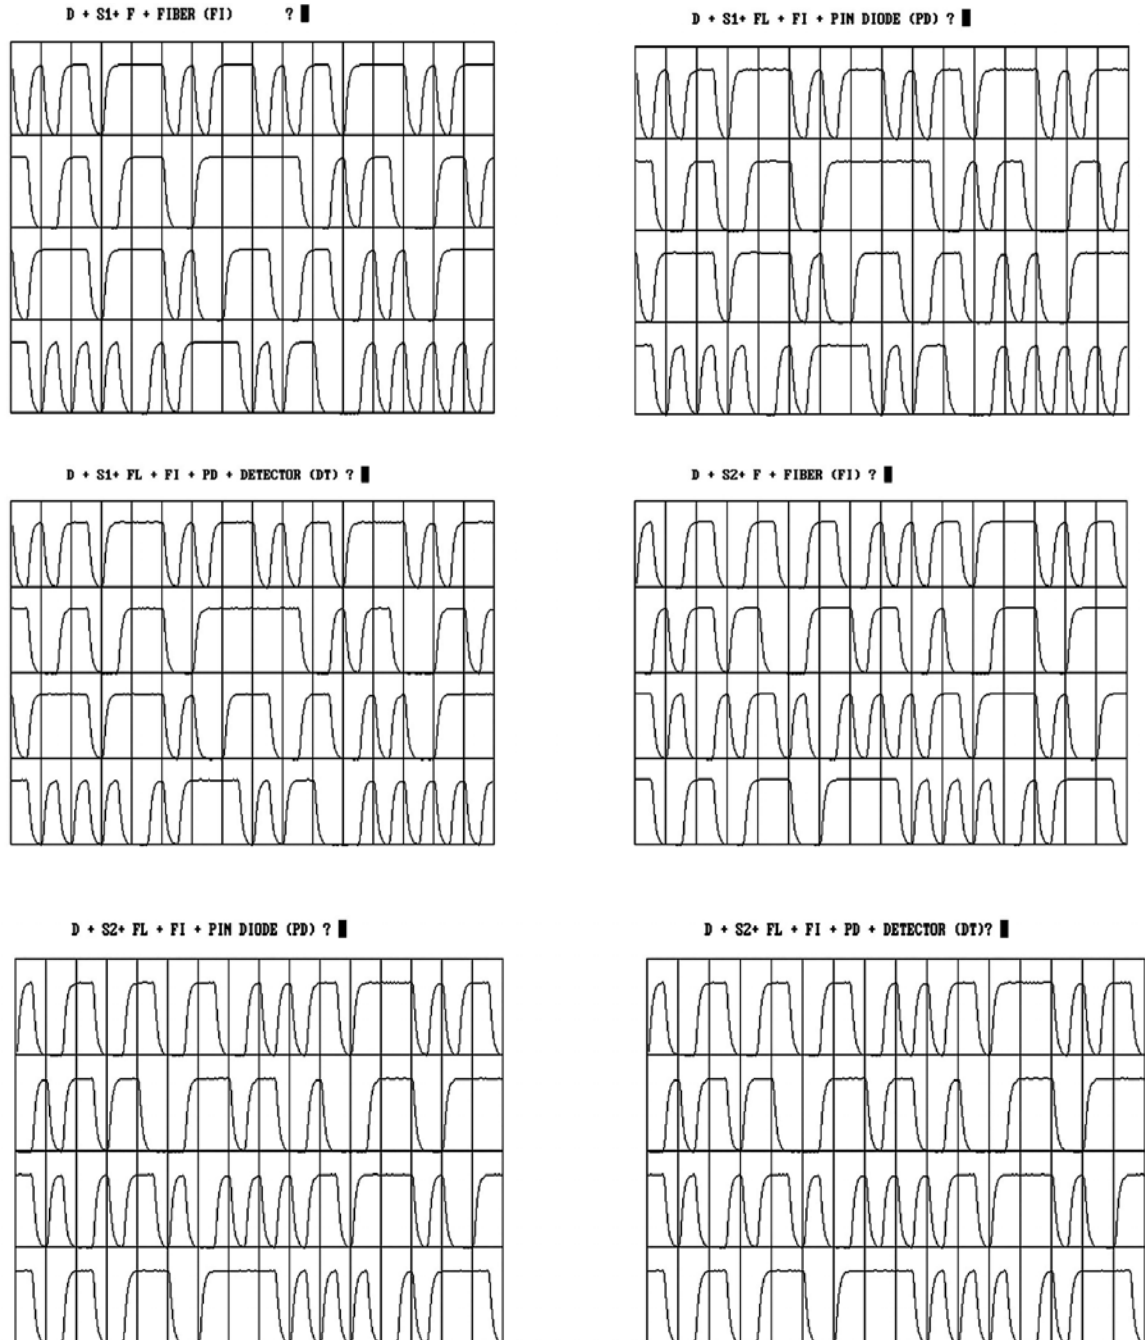 D + S1+ F + FIBER (FI) ?
D + S1+ FL + FI + PIN DIODE (PD) ?
D + S1+ FL + FI + PD + DETECTOR (DT) ?
D + S2+ F + FIBER (FI) ?
D + S2+ FL + FI + PIN DIODE (PD) ?
D + S2+ FL + FI + PD + DETECTOR (DT)?